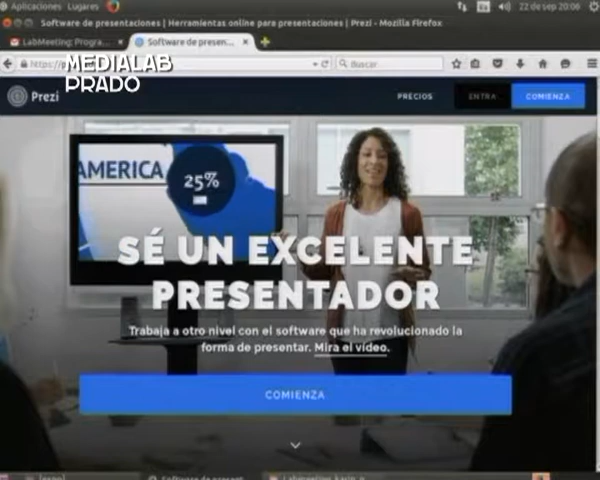 Aplicaciones Lugares
22 de sep 20:06
Software de presentaciones | Herramientas online para presentaciones | Prezi - Mozilla Firefox
LabMeeting: Progra...
Software de presen...
https://
Buscar
MEDIALAB
PRADO
Prezi
PRECIOS
ENTRA
COMIENZA
AMERICA
25%
SÉ UN EXCELENTE
PRESENTADOR
Trabaja a otro nivel con el software que ha revolucionado la
forma de presentar. Mira el vídeo.
COMIENZA